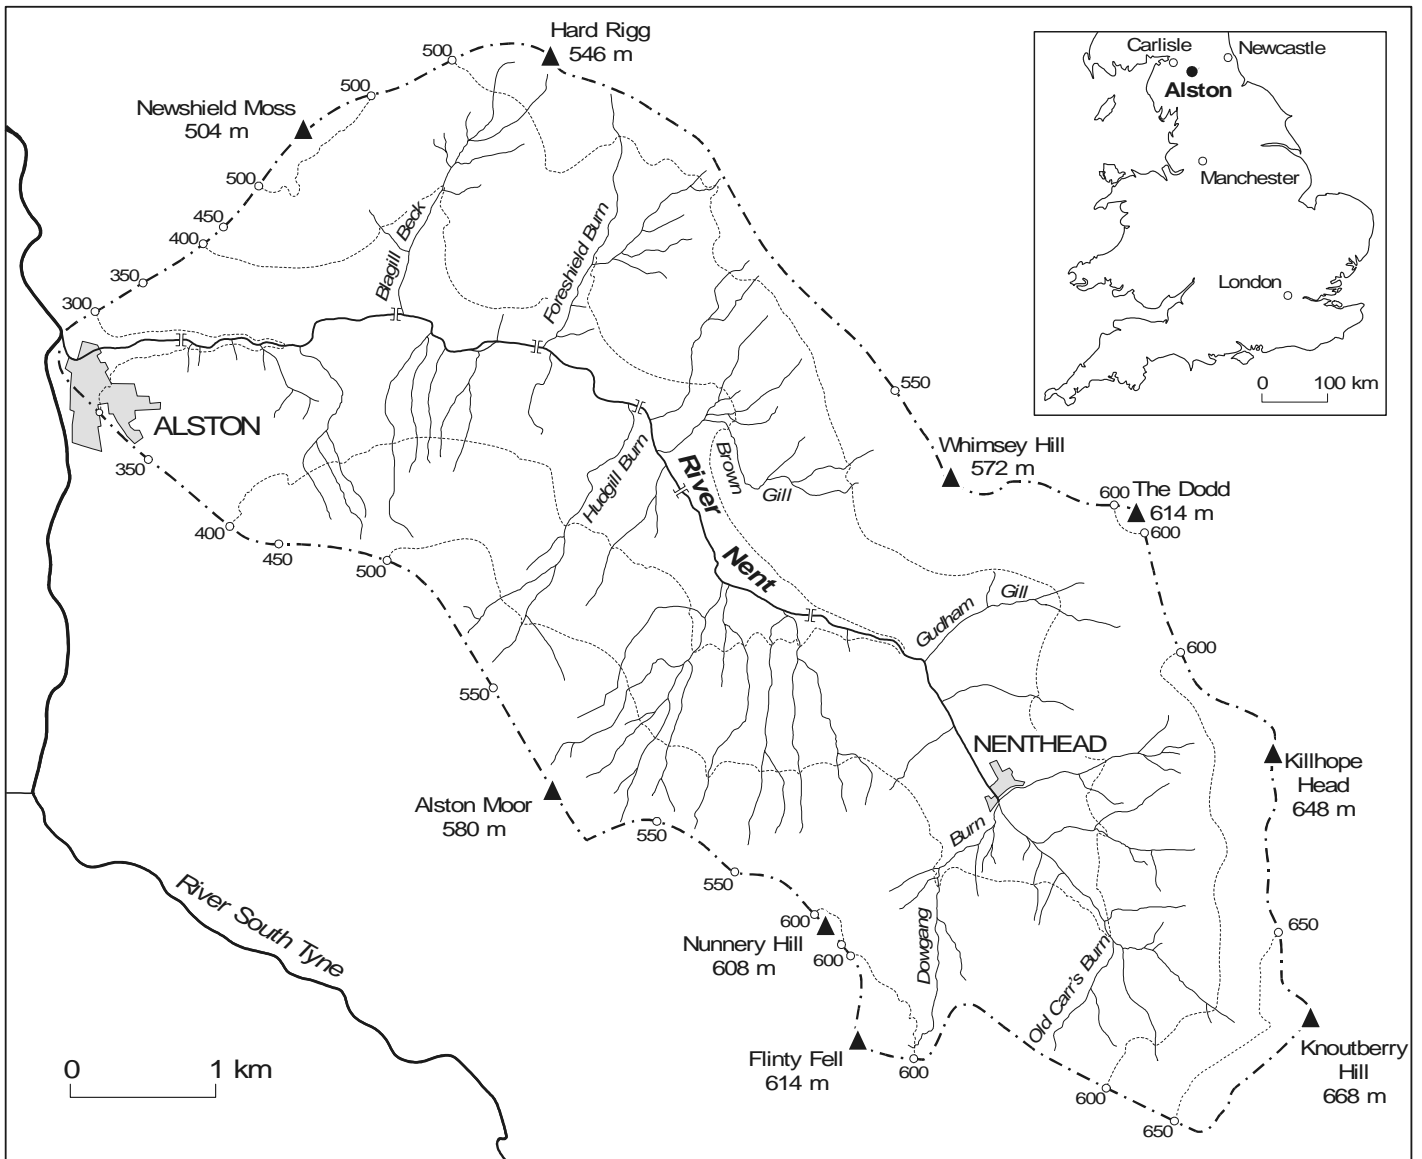 Hard Rigg
546 m
500
500
Newshield Moss
504 m
500
450
400
350
300
Blagill Beck
Foreshield Burn
Carlisle
Newcastle
Alston
Manchester
London
0 100 km
ALSTON
350
400
450
500
550
Hudgill Burn
River
Nent
Brown
Gill
550
Whimsey Hill
572 m
600
The Dodd
614 m
600
Gudham
Gill
600
NENTHEAD
Killhope
Head
648 m
Alston Moor
580 m
550
550
Burn
Dowgang
600
Nunnery Hill
608 m
600
Old Carr's Burn
650
River South Tyne
Flinty Fell
614 m
600
Knoutberry
Hill
668 m
600
650
0 1 km